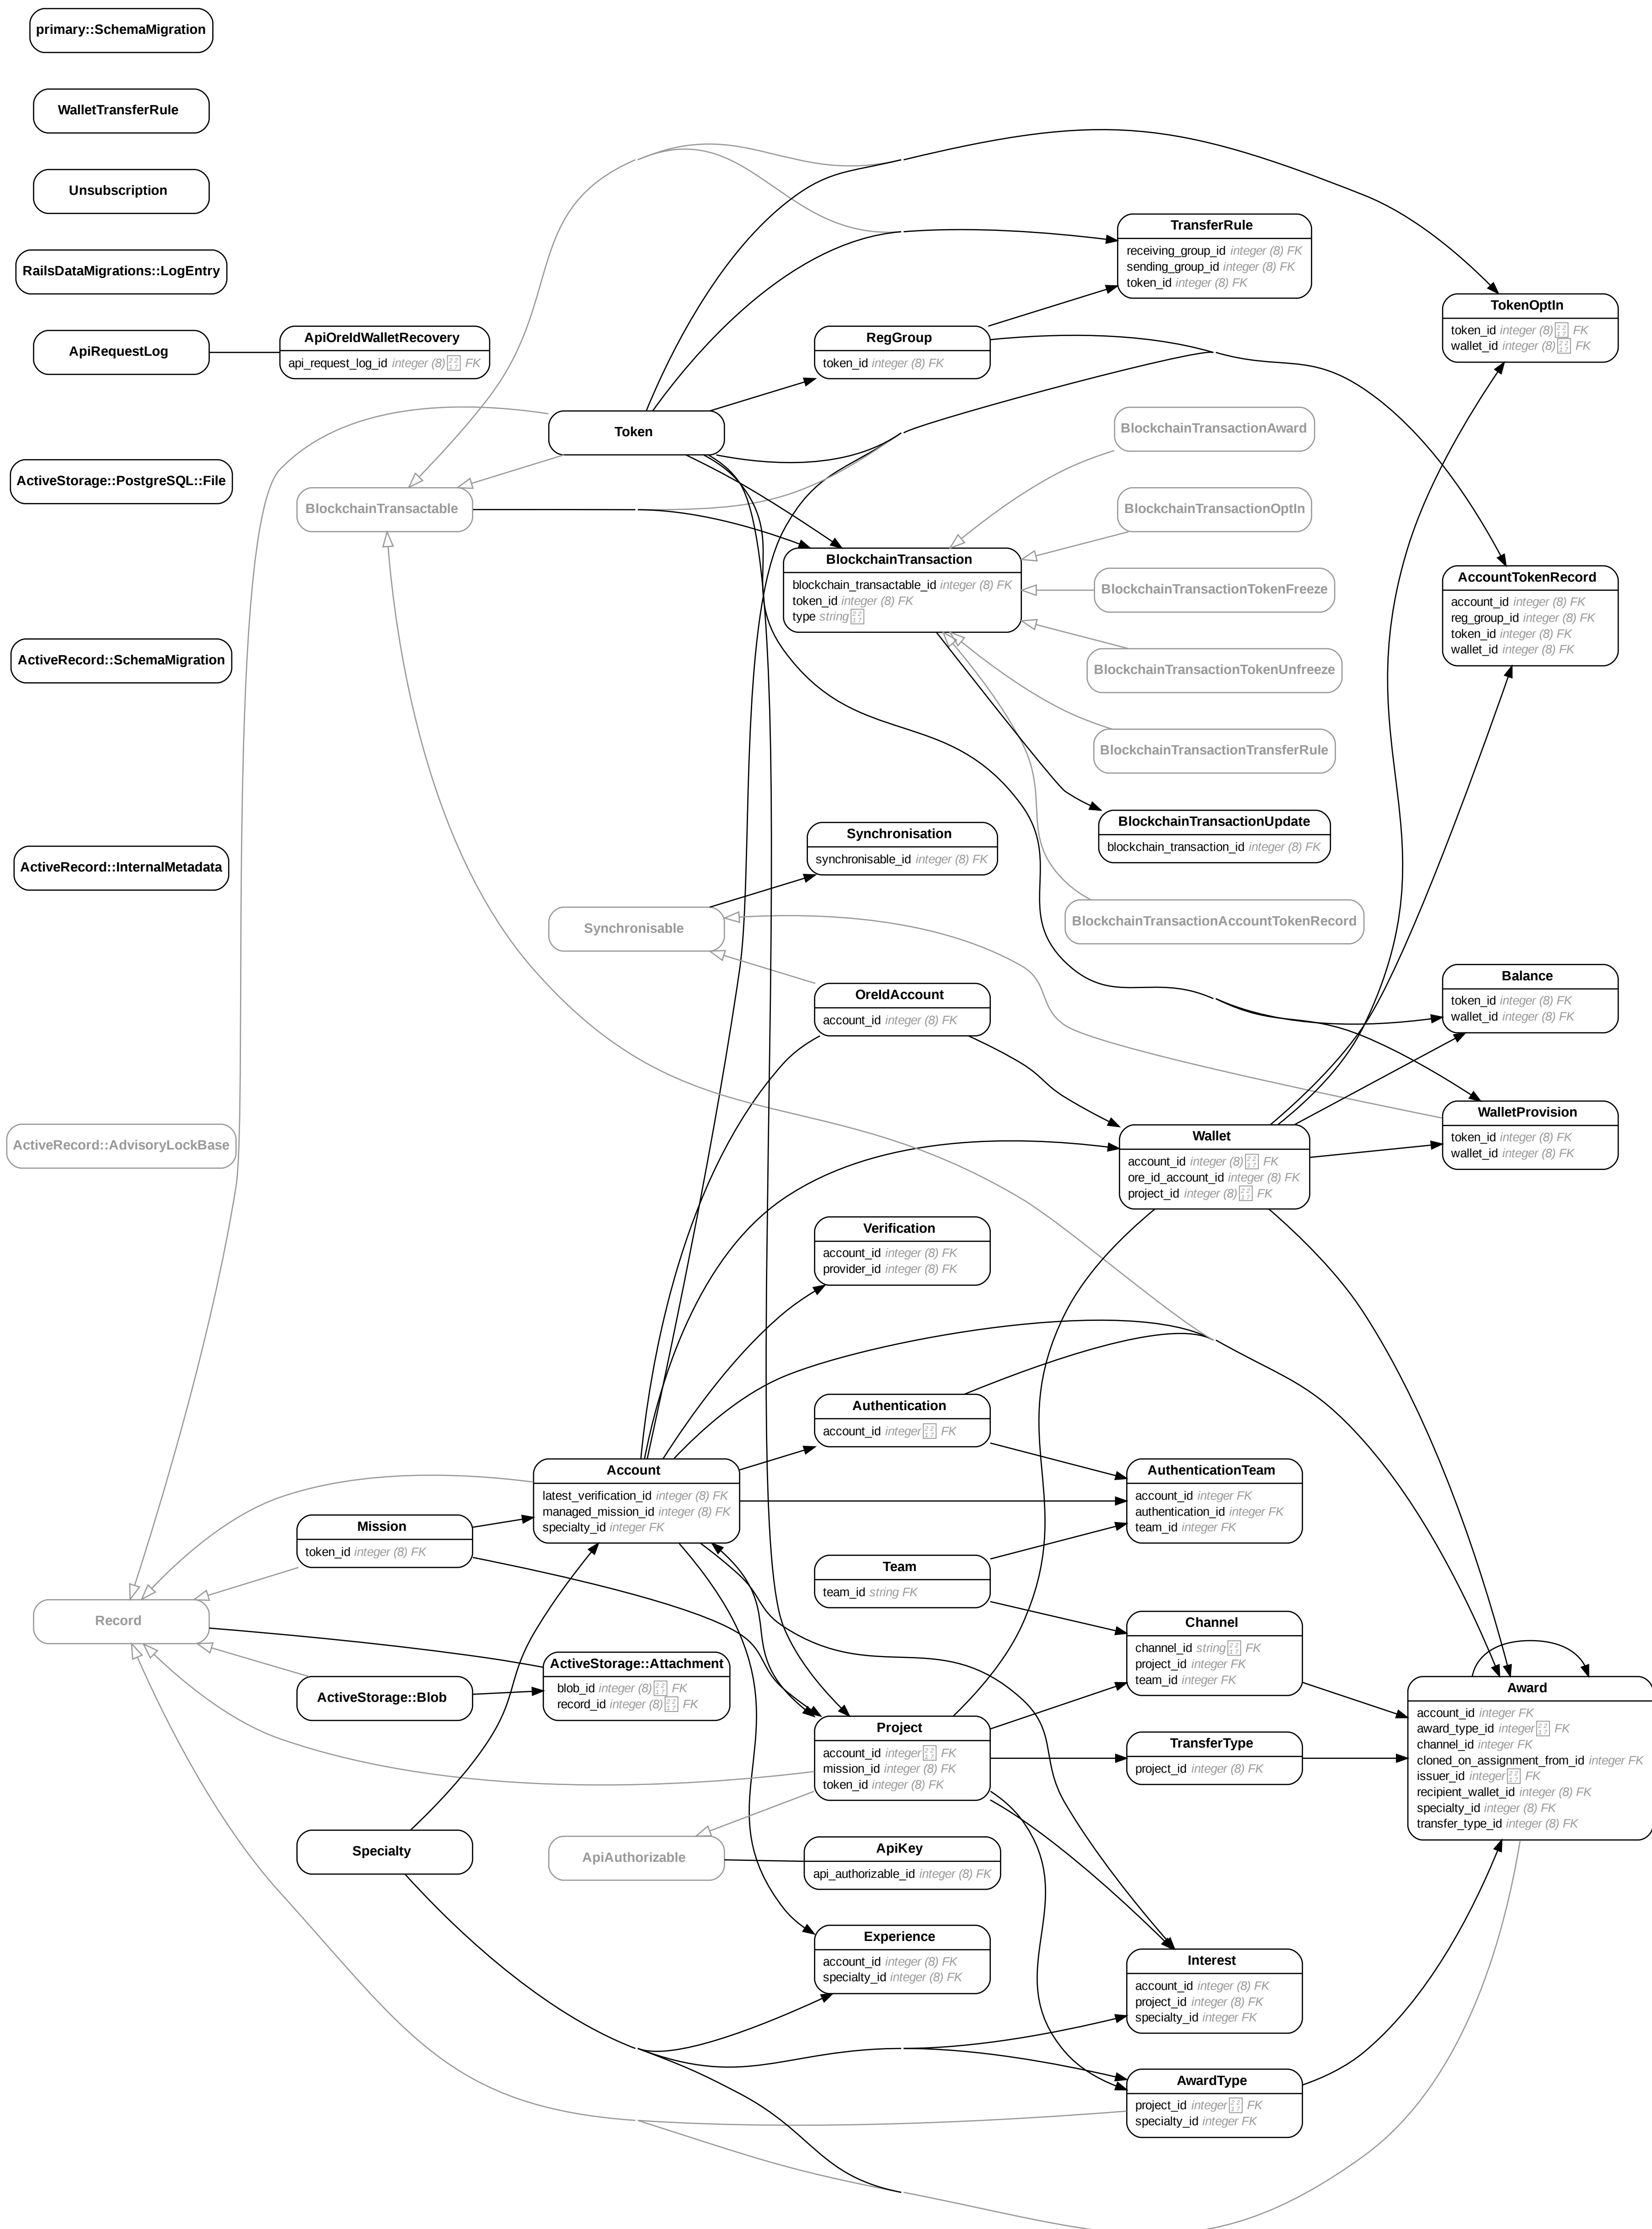 primary::SchemaMigration
WalletTransferRule
Unsubscription
RailsDataMigrations::LogEntry
ApiRequestLog
ApiOreIdWalletRecovery
api_request_log_id integer (8) FK
ActiveStorage::PostgreSQL::File
ActiveRecord::SchemaMigration
ActiveRecord::InternalMetadata
ActiveRecord::AdvisoryLockBase
Token
BlockchainTransactable
RegGroup
token_id integer (8) FK
TransferRule
receiving_group_id integer (8) FK
sending_group_id integer (8) FK
token_id integer (8) FK
TokenOptIn
token_id integer (8) FK
wallet_id integer (8) FK
BlockchainTransactionAward
BlockchainTransactionOptIn
BlockchainTransaction
blockchain_transactable_id integer (8) FK
token_id integer (8) FK
type string
BlockchainTransactionTokenFreeze
BlockchainTransactionTokenUnfreeze
BlockchainTransactionTransferRule
AccountTokenRecord
account_id integer (8) FK
reg_group_id integer (8) FK
token_id integer (8) FK
wallet_id integer (8) FK
BlockchainTransactionUpdate
blockchain_transaction_id integer (8) FK
BlockchainTransactionAccountTokenRecord
Synchronisation
synchronisable_id integer (8) FK
Synchronisable
OreIdAccount
account_id integer (8) FK
Balance
token_id integer (8) FK
wallet_id integer (8) FK
WalletProvision
token_id integer (8) FK
wallet_id integer (8) FK
Wallet
account_id integer (8) FK
ore_id_account_id integer (8) FK
project_id integer (8) FK
Verification
account_id integer (8) FK
provider_id integer (8) FK
Authentication
account_id integer FK
Account
latest_verification_id integer (8) FK
managed_mission_id integer (8) FK
specialty_id integer FK
AuthenticationTeam
account_id integer FK
authentication_id integer FK
team_id integer FK
Mission
token_id integer (8) FK
Team
team_id string FK
Record
Channel
channel_id string FK
project_id integer FK
team_id integer FK
ActiveStorage::Blob
ActiveStorage::Attachment
blob_id integer (8) FK
record_id integer (8) FK
Project
account_id integer FK
mission_id integer (8) FK
token_id integer (8) FK
TransferType
project_id integer (8) FK
Award
account_id integer FK
award_type_id integer FK
channel_id integer FK
cloned_on_assignment_from_id integer FK
issuer_id integer FK
recipient_wallet_id integer (8) FK
specialty_id integer (8) FK
transfer_type_id integer (8) FK
Specialty
ApiAuthorizable
ApiKey
api_authorizable_id integer (8) FK
Experience
account_id integer (8) FK
specialty_id integer (8) FK
Interest
account_id integer (8) FK
project_id integer (8) FK
specialty_id integer FK
AwardType
project_id integer FK
specialty_id integer FK